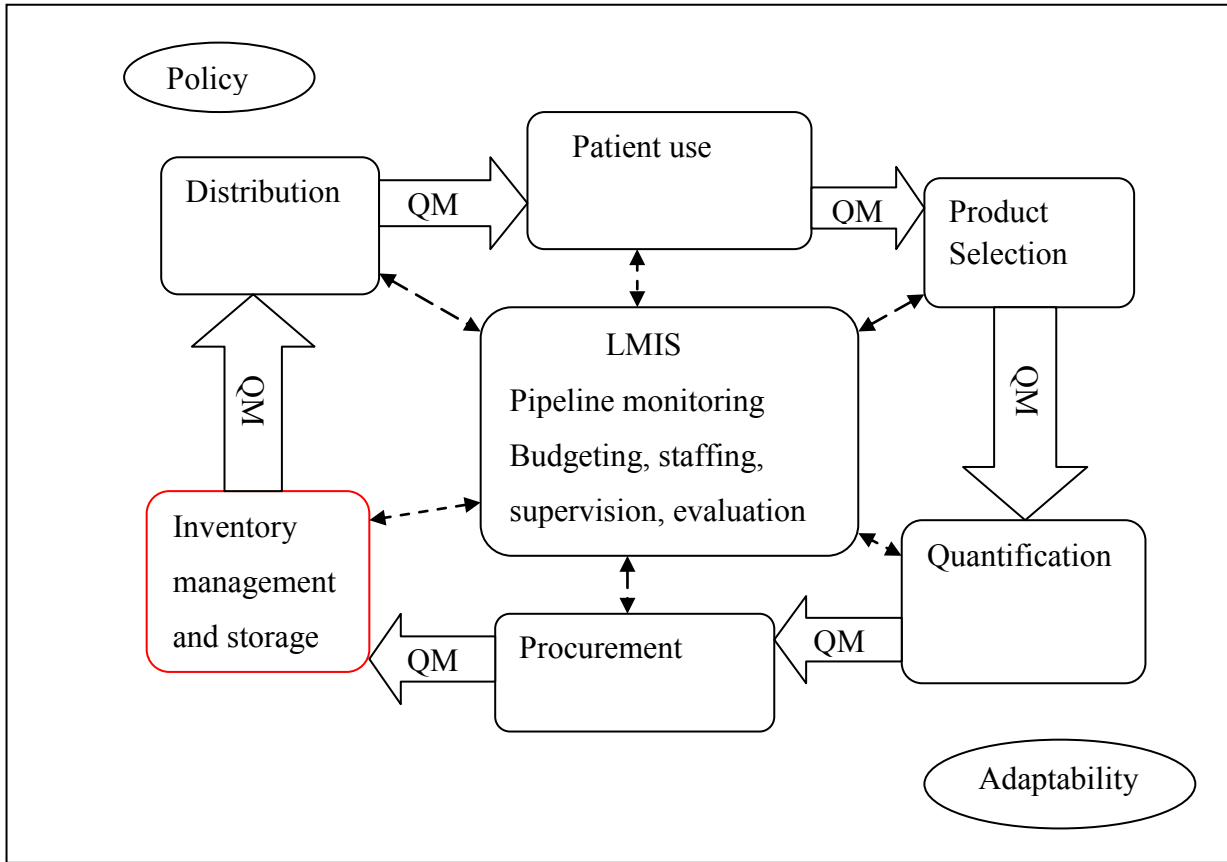 Policy
Patient use
Distribution
QM
QM
Product
Selection
LMIS
Pipeline monitoring
Budgeting, staffing,
supervision, evaluation
QM
QM
Inventory
management
and storage
Quantification
Procurement
QM
QM
Adaptability